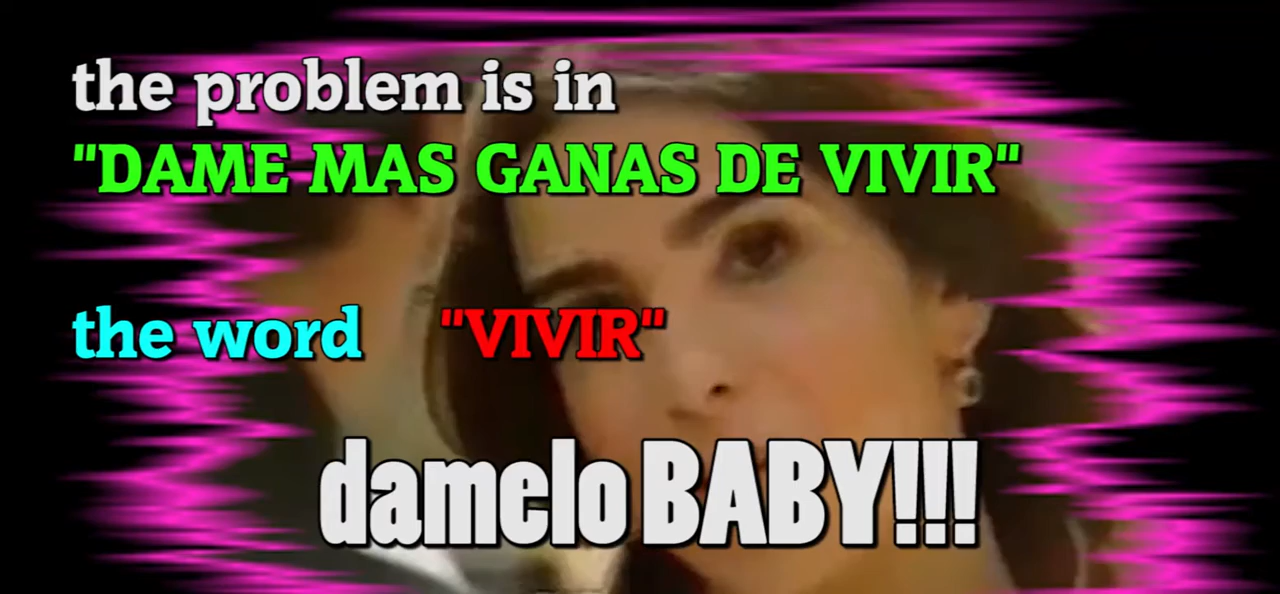 the problem is in
"DAME MAS GANAS DE VIVIR"
the word "VIVIR"
damelo BABY!!!